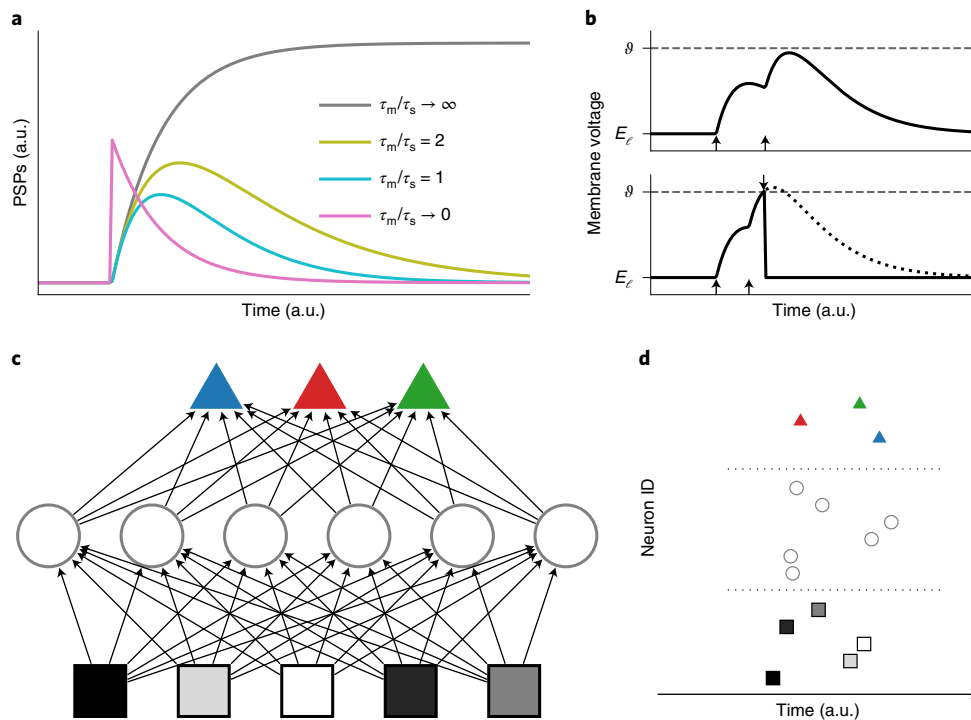 a
PSPs (a.u.)
τm/τs → ∞
τm/τs = 2
τm/τs = 1
τm/τs → 0
Time (a.u.)
b
Membrane voltage
ϑ
Eℓ
ϑ
Eℓ
Time (a.u.)
c
d
Neuron ID
Time (a.u.)